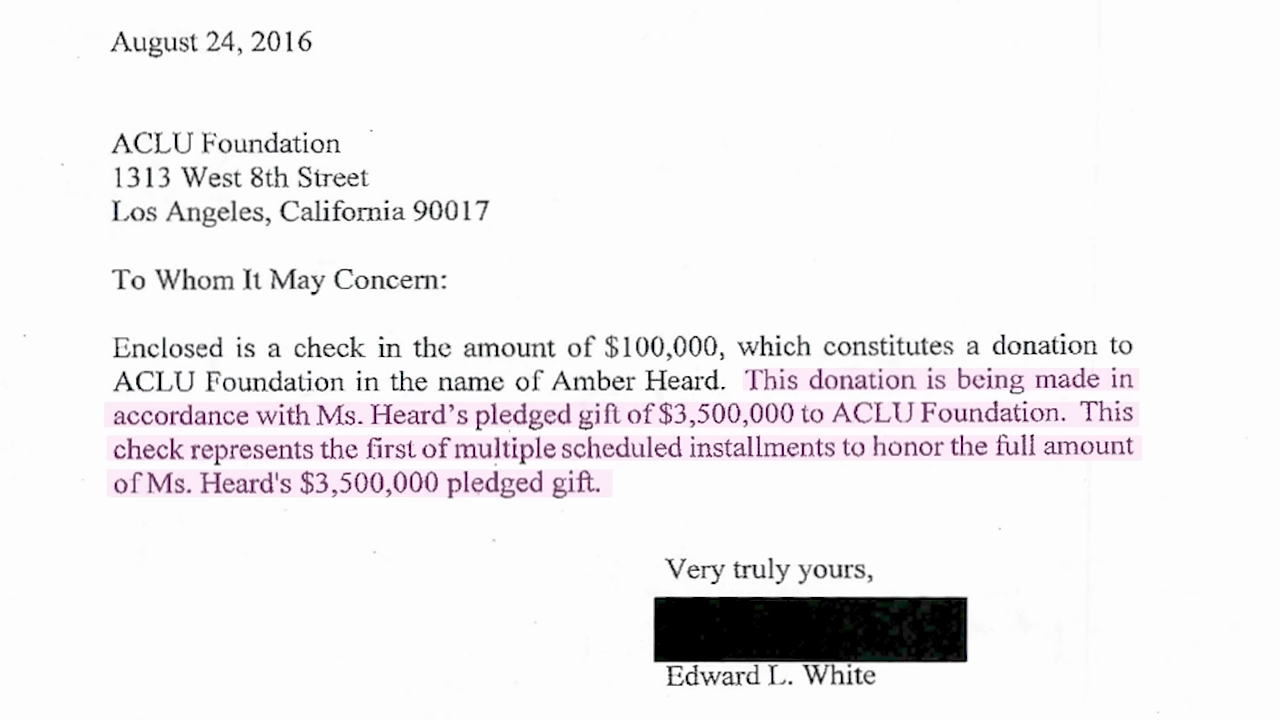 August 24, 2016
ACLU Foundation
1313 West 8th Street
Los Angeles, California 90017
To Whom It May Concern:
Enclosed is a check in the amount of $100,000, which constitutes a donation to
ACLU Foundation in the name of Amber Heard. This donation is being made in
accordance with Ms. Heard's pledged gift of $3,500,000 to ACLU Foundation. This
check represents the first of multiple scheduled installments to honor the full amount
of Ms. Heard's $3,500,000 pledged gift.
Very truly yours,
Edward L. White